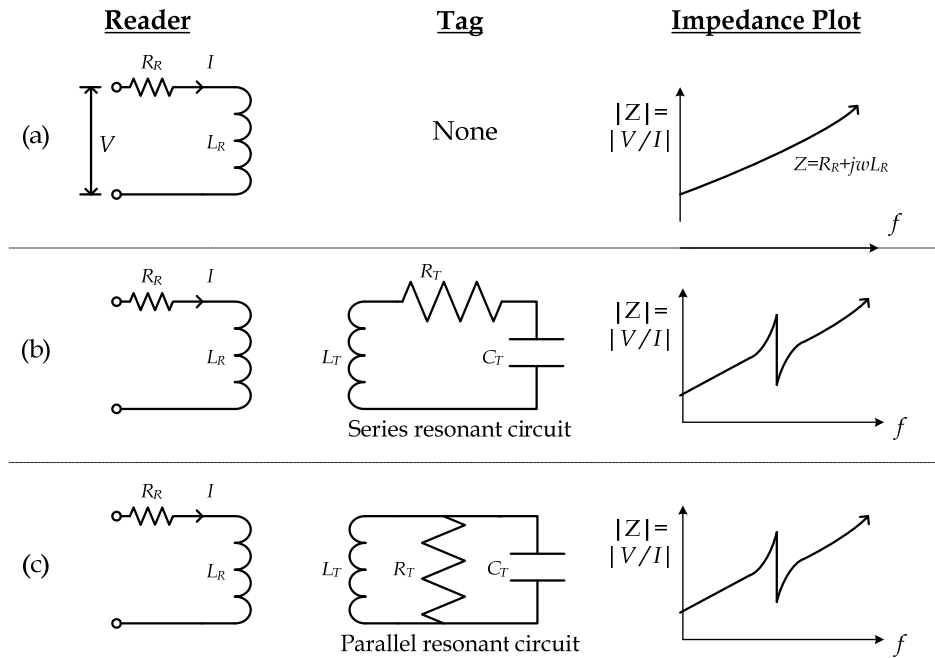 Reader Tag Impedance Plot
(a)
R_R I
V
L_R
None
|Z|=
|V/I|
Z=R_R+jwL_R
f
(b)
R_R I
L_R
R_T
L_T
C_T
Series resonant circuit
|Z|=
|V/I|
f
(c)
R_R I
L_R
L_T
R_T
C_T
Parallel resonant circuit
|Z|=
|V/I|
f